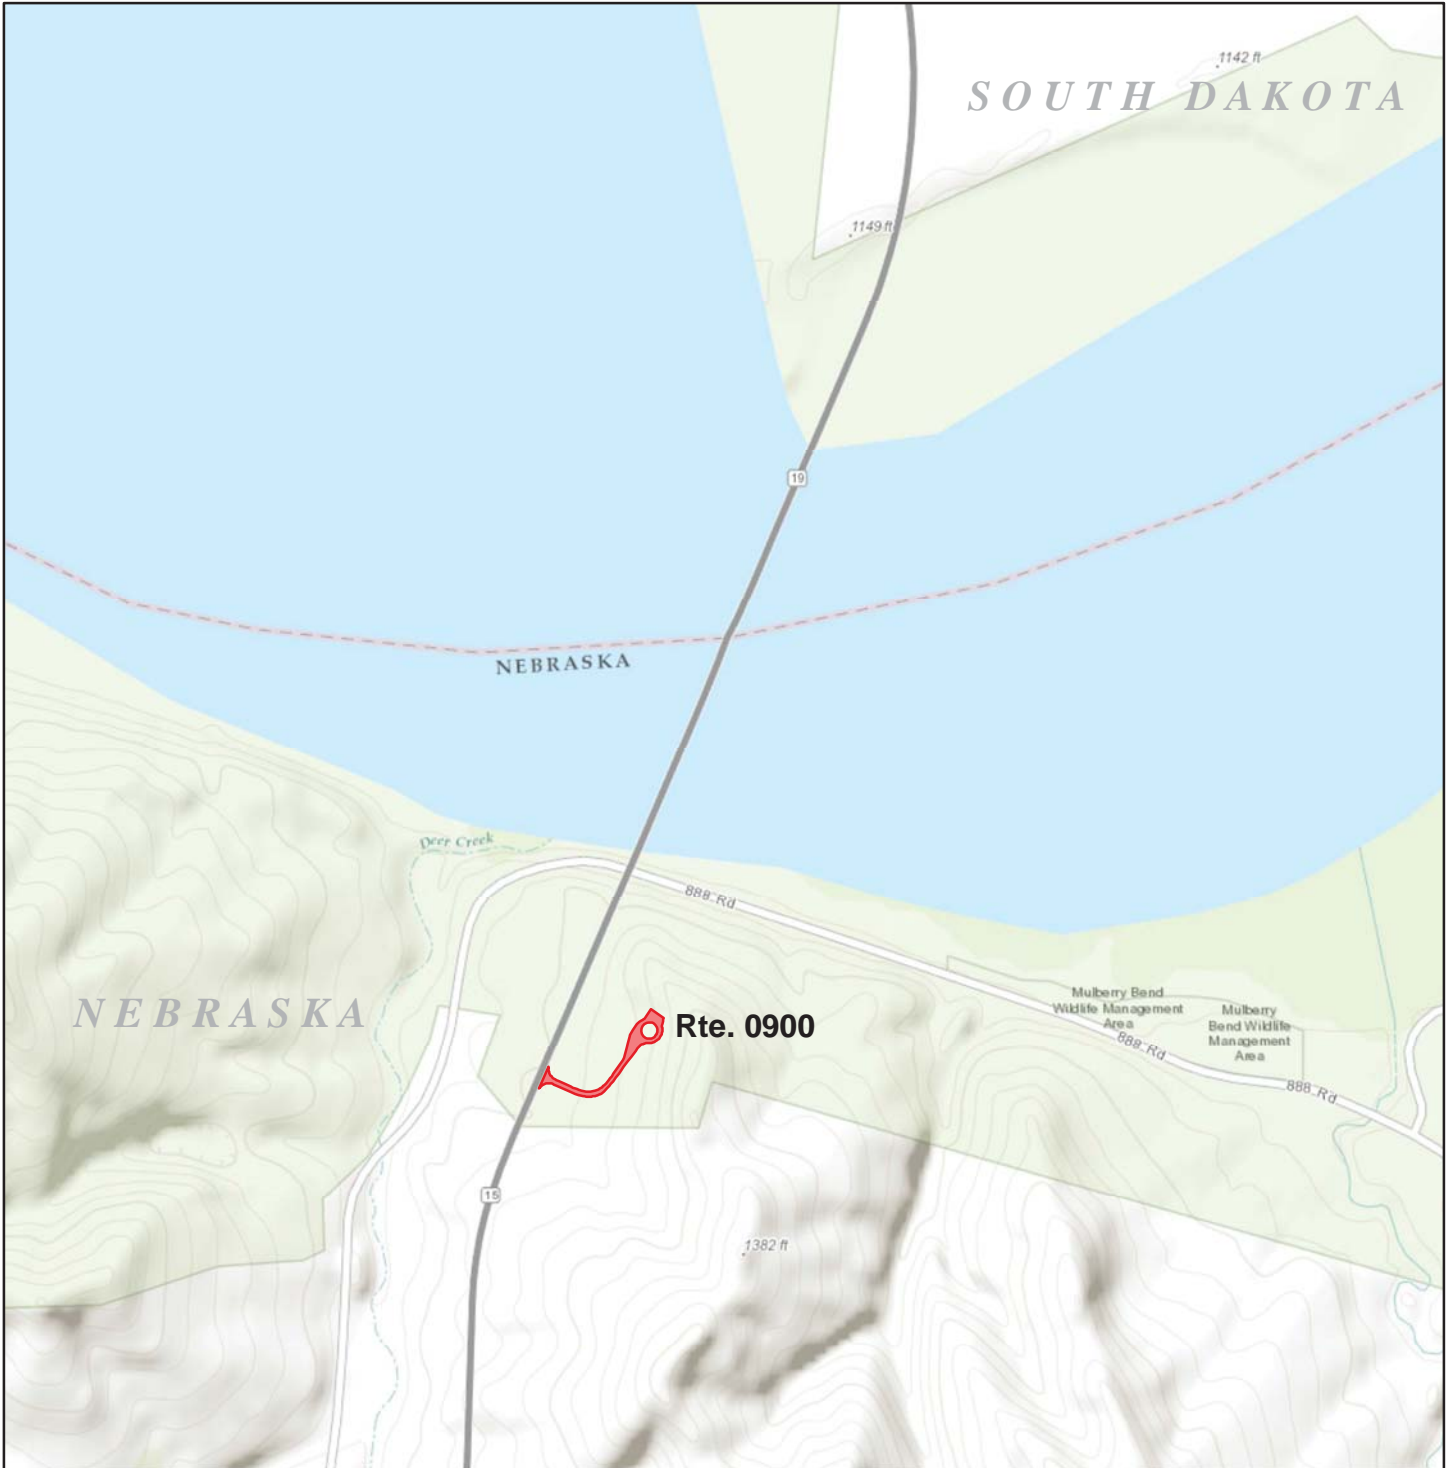 1142 ft
SOUTH DAKOTA
1149 ft
19
NEBRASKA
Deer Creek
888 Rd
NEBRASKA
Mulberry Bend
Wildlife Management
Area
Mulberry
Bend Wildlife
Management
Area
Rte. 0900
888 Rd
888 Rd
15
1382 ft